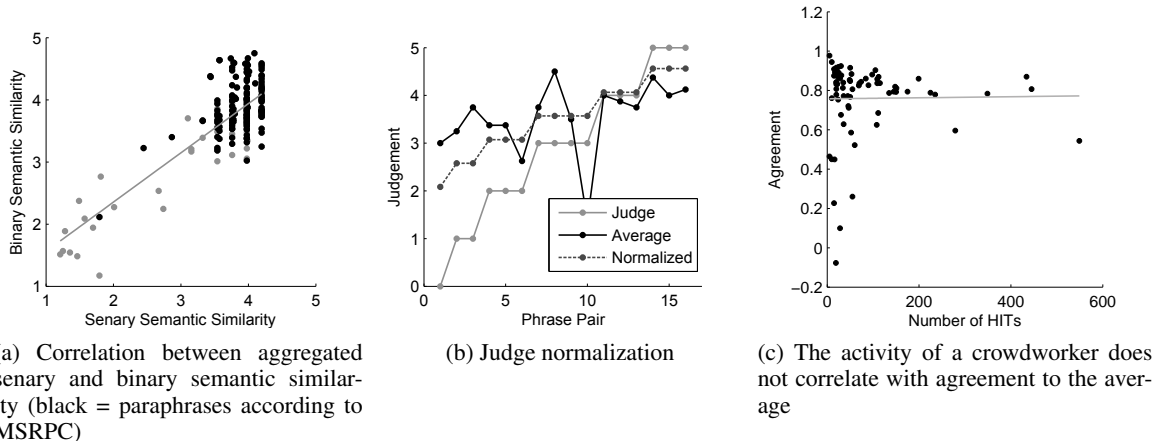 5
4
3
2
1
1 2 3 4 5
Binary Semantic Similarity
Senary Semantic Similarity
5
4
3
2
1
0
0 5 10 15
Judgement
Phrase Pair
Judge
Average
Normalized
1.2
1
0.8
0.6
0.4
0.2
0
−0.2
0 200 400 600
Agreement
Number of HITs
a) Correlation between aggregated
senary and binary semantic similar-
ty (black = paraphrases according to
MSRPC)
(b) Judge normalization
(c) The activity of a crowdworker does
not correlate with agreement to the aver-
age